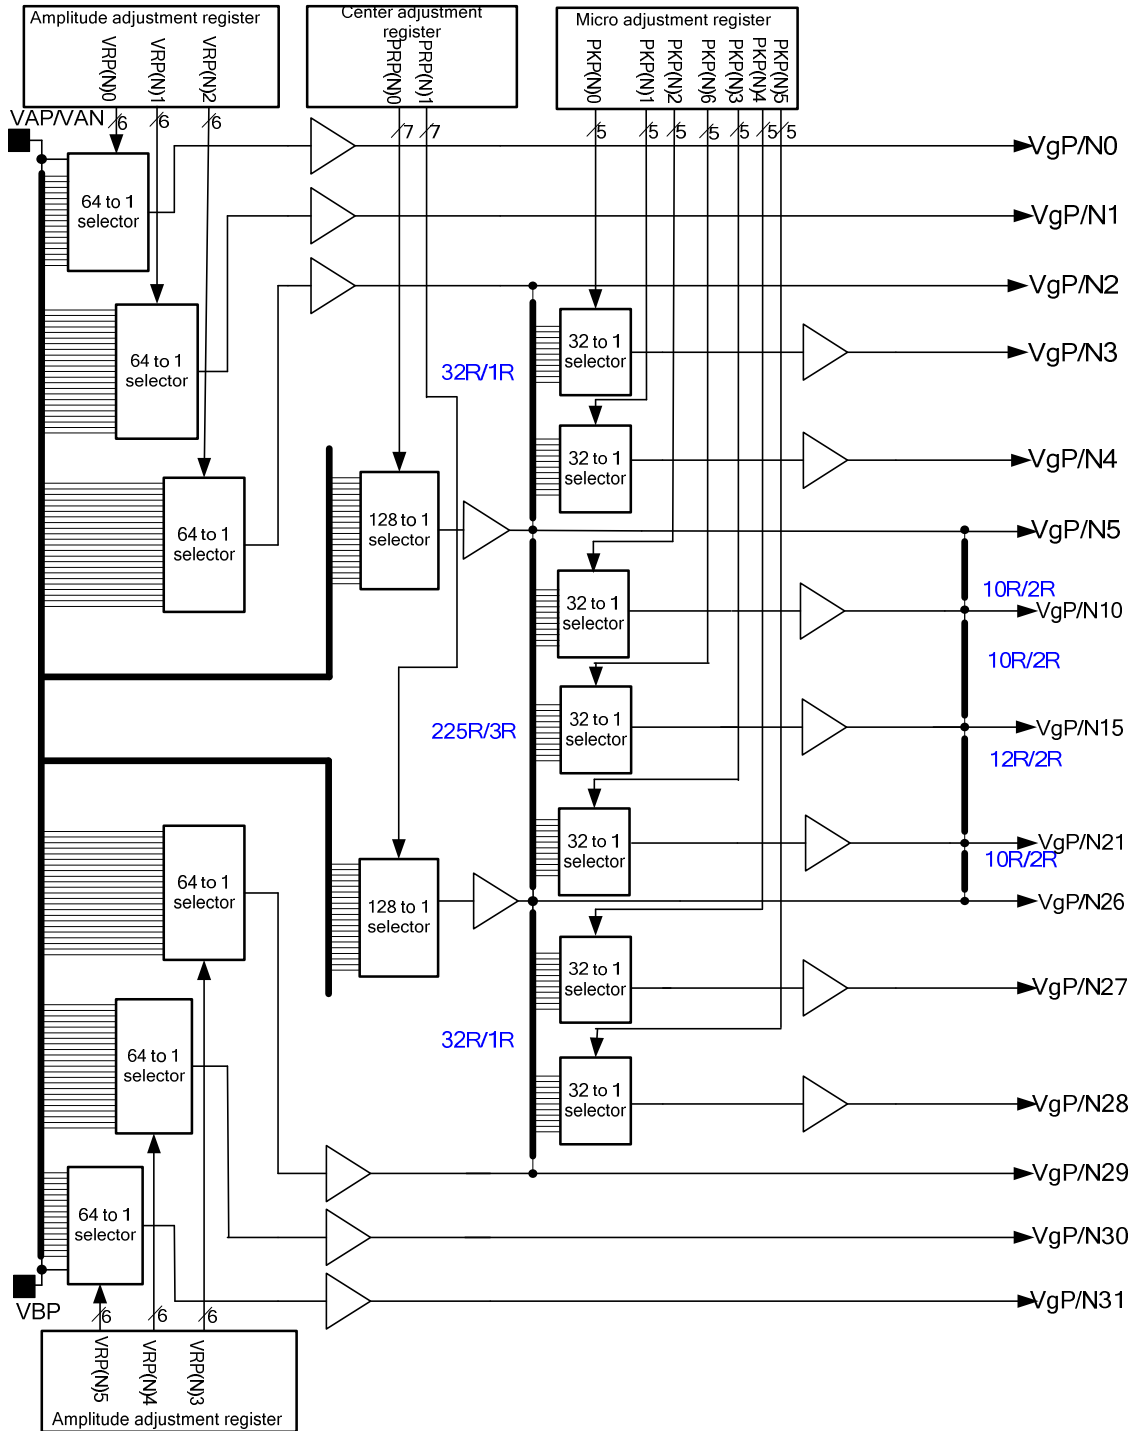 Amplitude adjustment register
VRP(N)0
VRP(N)1
VRP(N)2
Center adjustment
register
PRP(N)0
PRP(N)1
Micro adjustment register
PKP(N)0
PKP(N)1
PKP(N)2
PKP(N)6
PKP(N)3
PKP(N)4
PKP(N)5
VAP/VAN
6
6
6
7
7
5
5
5
5
5
5
5
VgP/N0
64 to 1
selector
VgP/N1
VgP/N2
64 to 1
selector
32 to 1
selector
VgP/N3
32R/1R
32 to 1
selector
VgP/N4
64 to 1
selector
128 to 1
selector
VgP/N5
10R/2R
32 to 1
selector
VgP/N10
10R/2R
225R/3R
32 to 1
selector
VgP/N15
12R/2R
32 to 1
selector
VgP/N21
10R/2R
64 to 1
selector
128 to 1
selector
VgP/N26
32 to 1
selector
VgP/N27
32R/1R
64 to 1
selector
32 to 1
selector
VgP/N28
VgP/N29
64 to 1
selector
VgP/N30
VBP
VgP/N31
6
6
6
VRP(N)5
VRP(N)4
VRP(N)3
Amplitude adjustment register